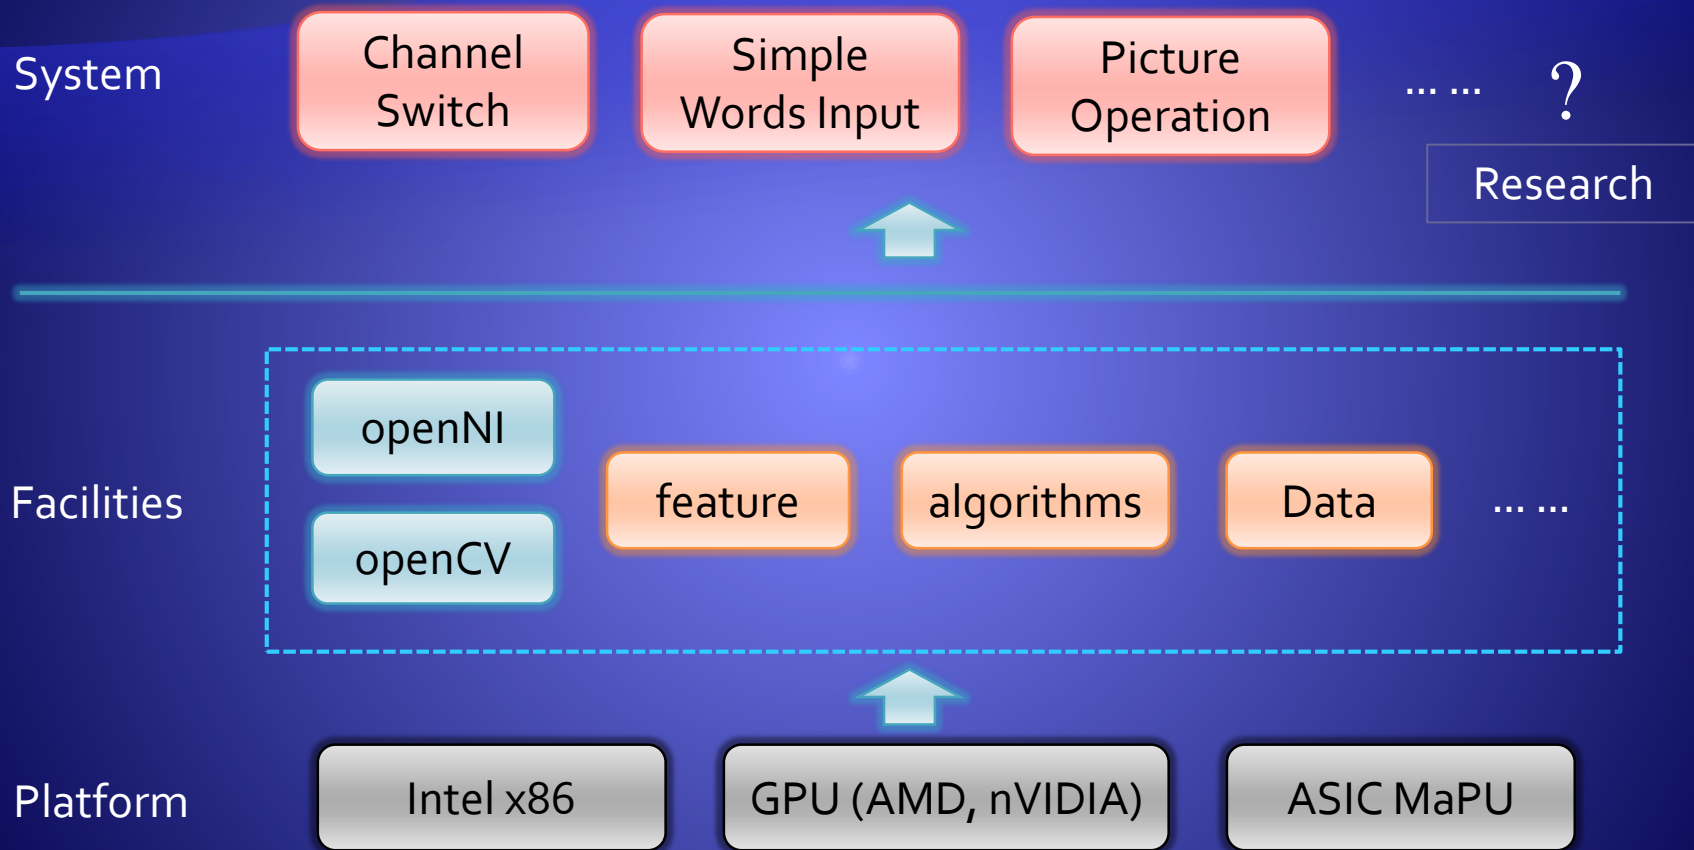 System
Channel
Switch
Simple
Words Input
Picture
Operation
... ...
?
Research
Facilities
openNI
openCV
feature
algorithms
Data
... ...
Platform
Intel x86
GPU (AMD, nVIDIA)
ASIC MaPU